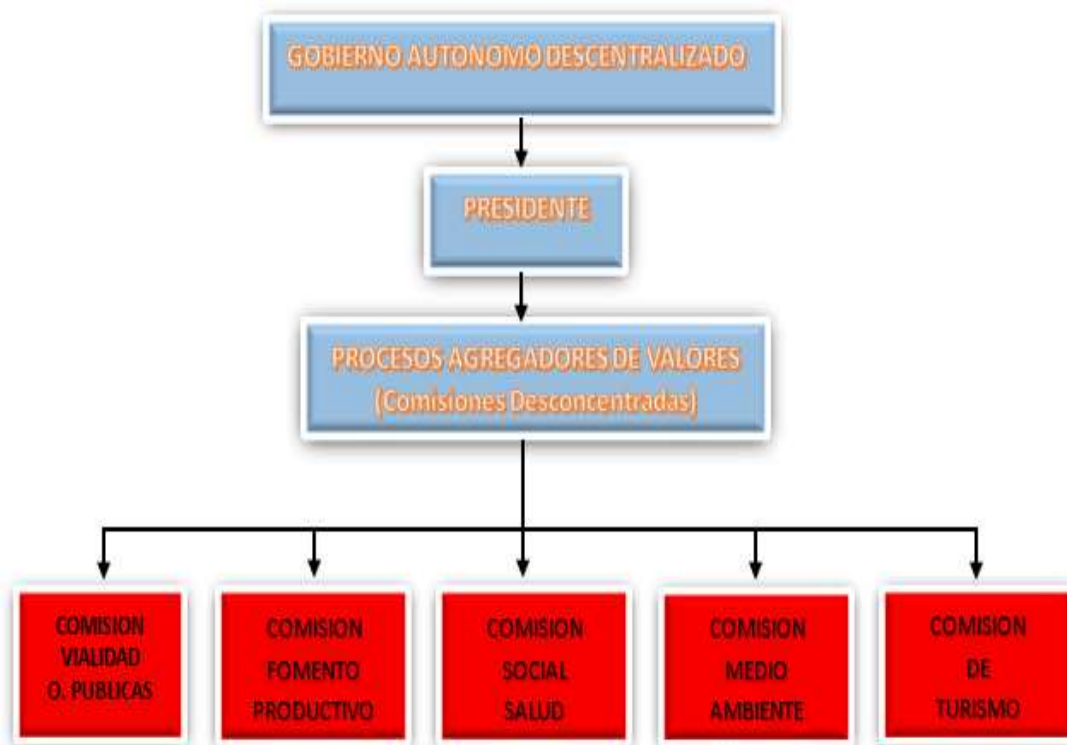 GOBIERNO AUTONOMO DESCENTRALIZADO
PRESIDENTE
PROCESOS AGREGADORES DE VALORES
(Comisiones Desconcentradas)
COMISION
VIALIDAD
O. PUBLICAS
COMISION
FOMENTO
PRODUCTIVO
COMISION
SOCIAL
SALUD
COMISION
MEDIO
AMBIENTE
COMISION
DE
TURISMO